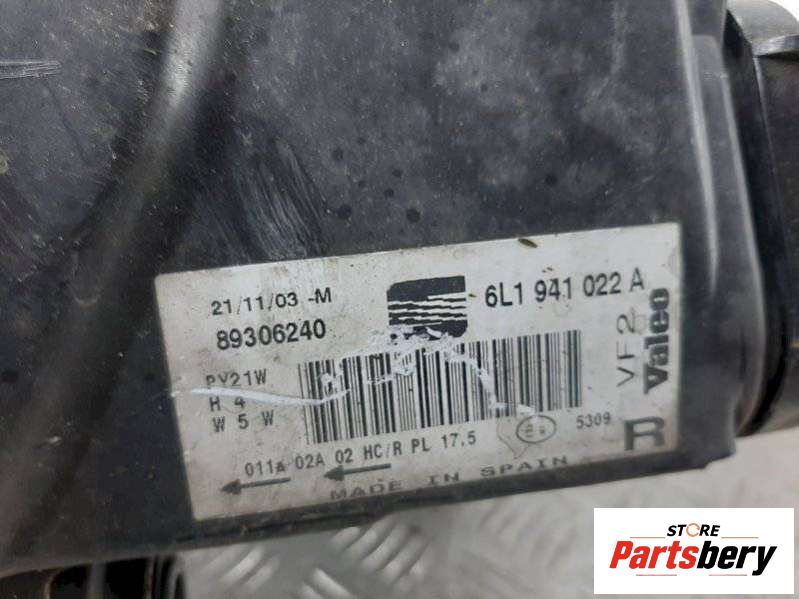 21/11/03 -M
6L1 941 022 A
89306240
PY21W
H 4
W 5 W
VF2
Valeo
5309
R
011A 02A 02 HC/R PL 17,5
MADE IN SPAIN
STORE
Partsbery